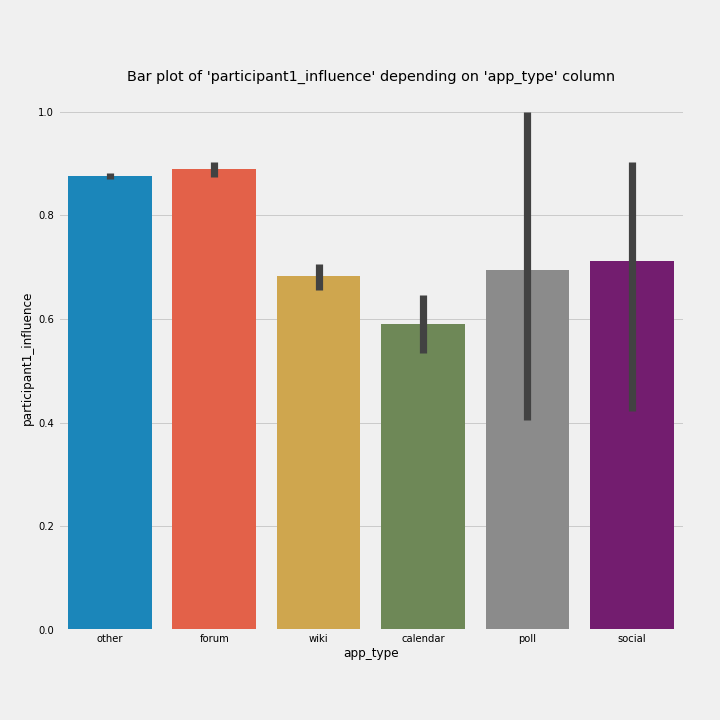 Bar plot of 'participant1_influence' depending on 'app_type' column
participant1_influence
1.0
0.8
0.6
0.4
0.2
0.0
other forum wiki calendar poll social
app_type